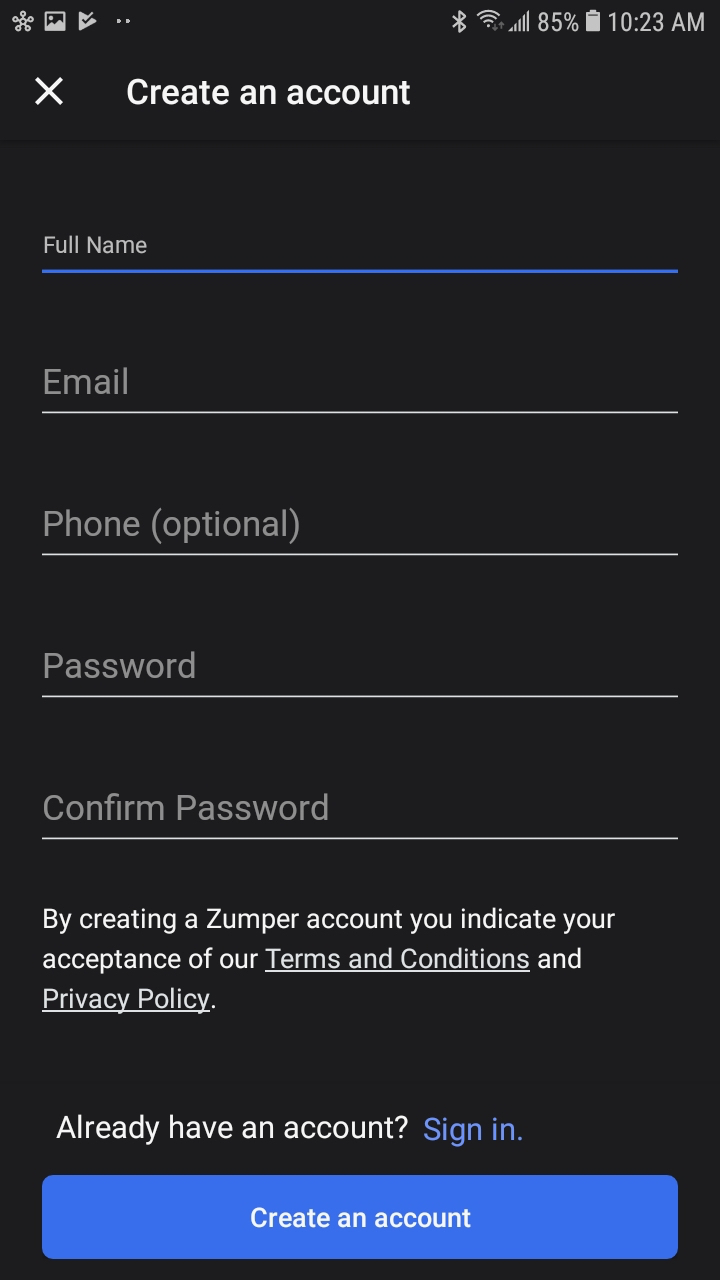 85% 10:23 AM
Create an account
Full Name
Email
Phone (optional)
Password
Confirm Password
By creating a Zumper account you indicate your
acceptance of our Terms and Conditions and
Privacy Policy.
Already have an account? Sign in.
Create an account